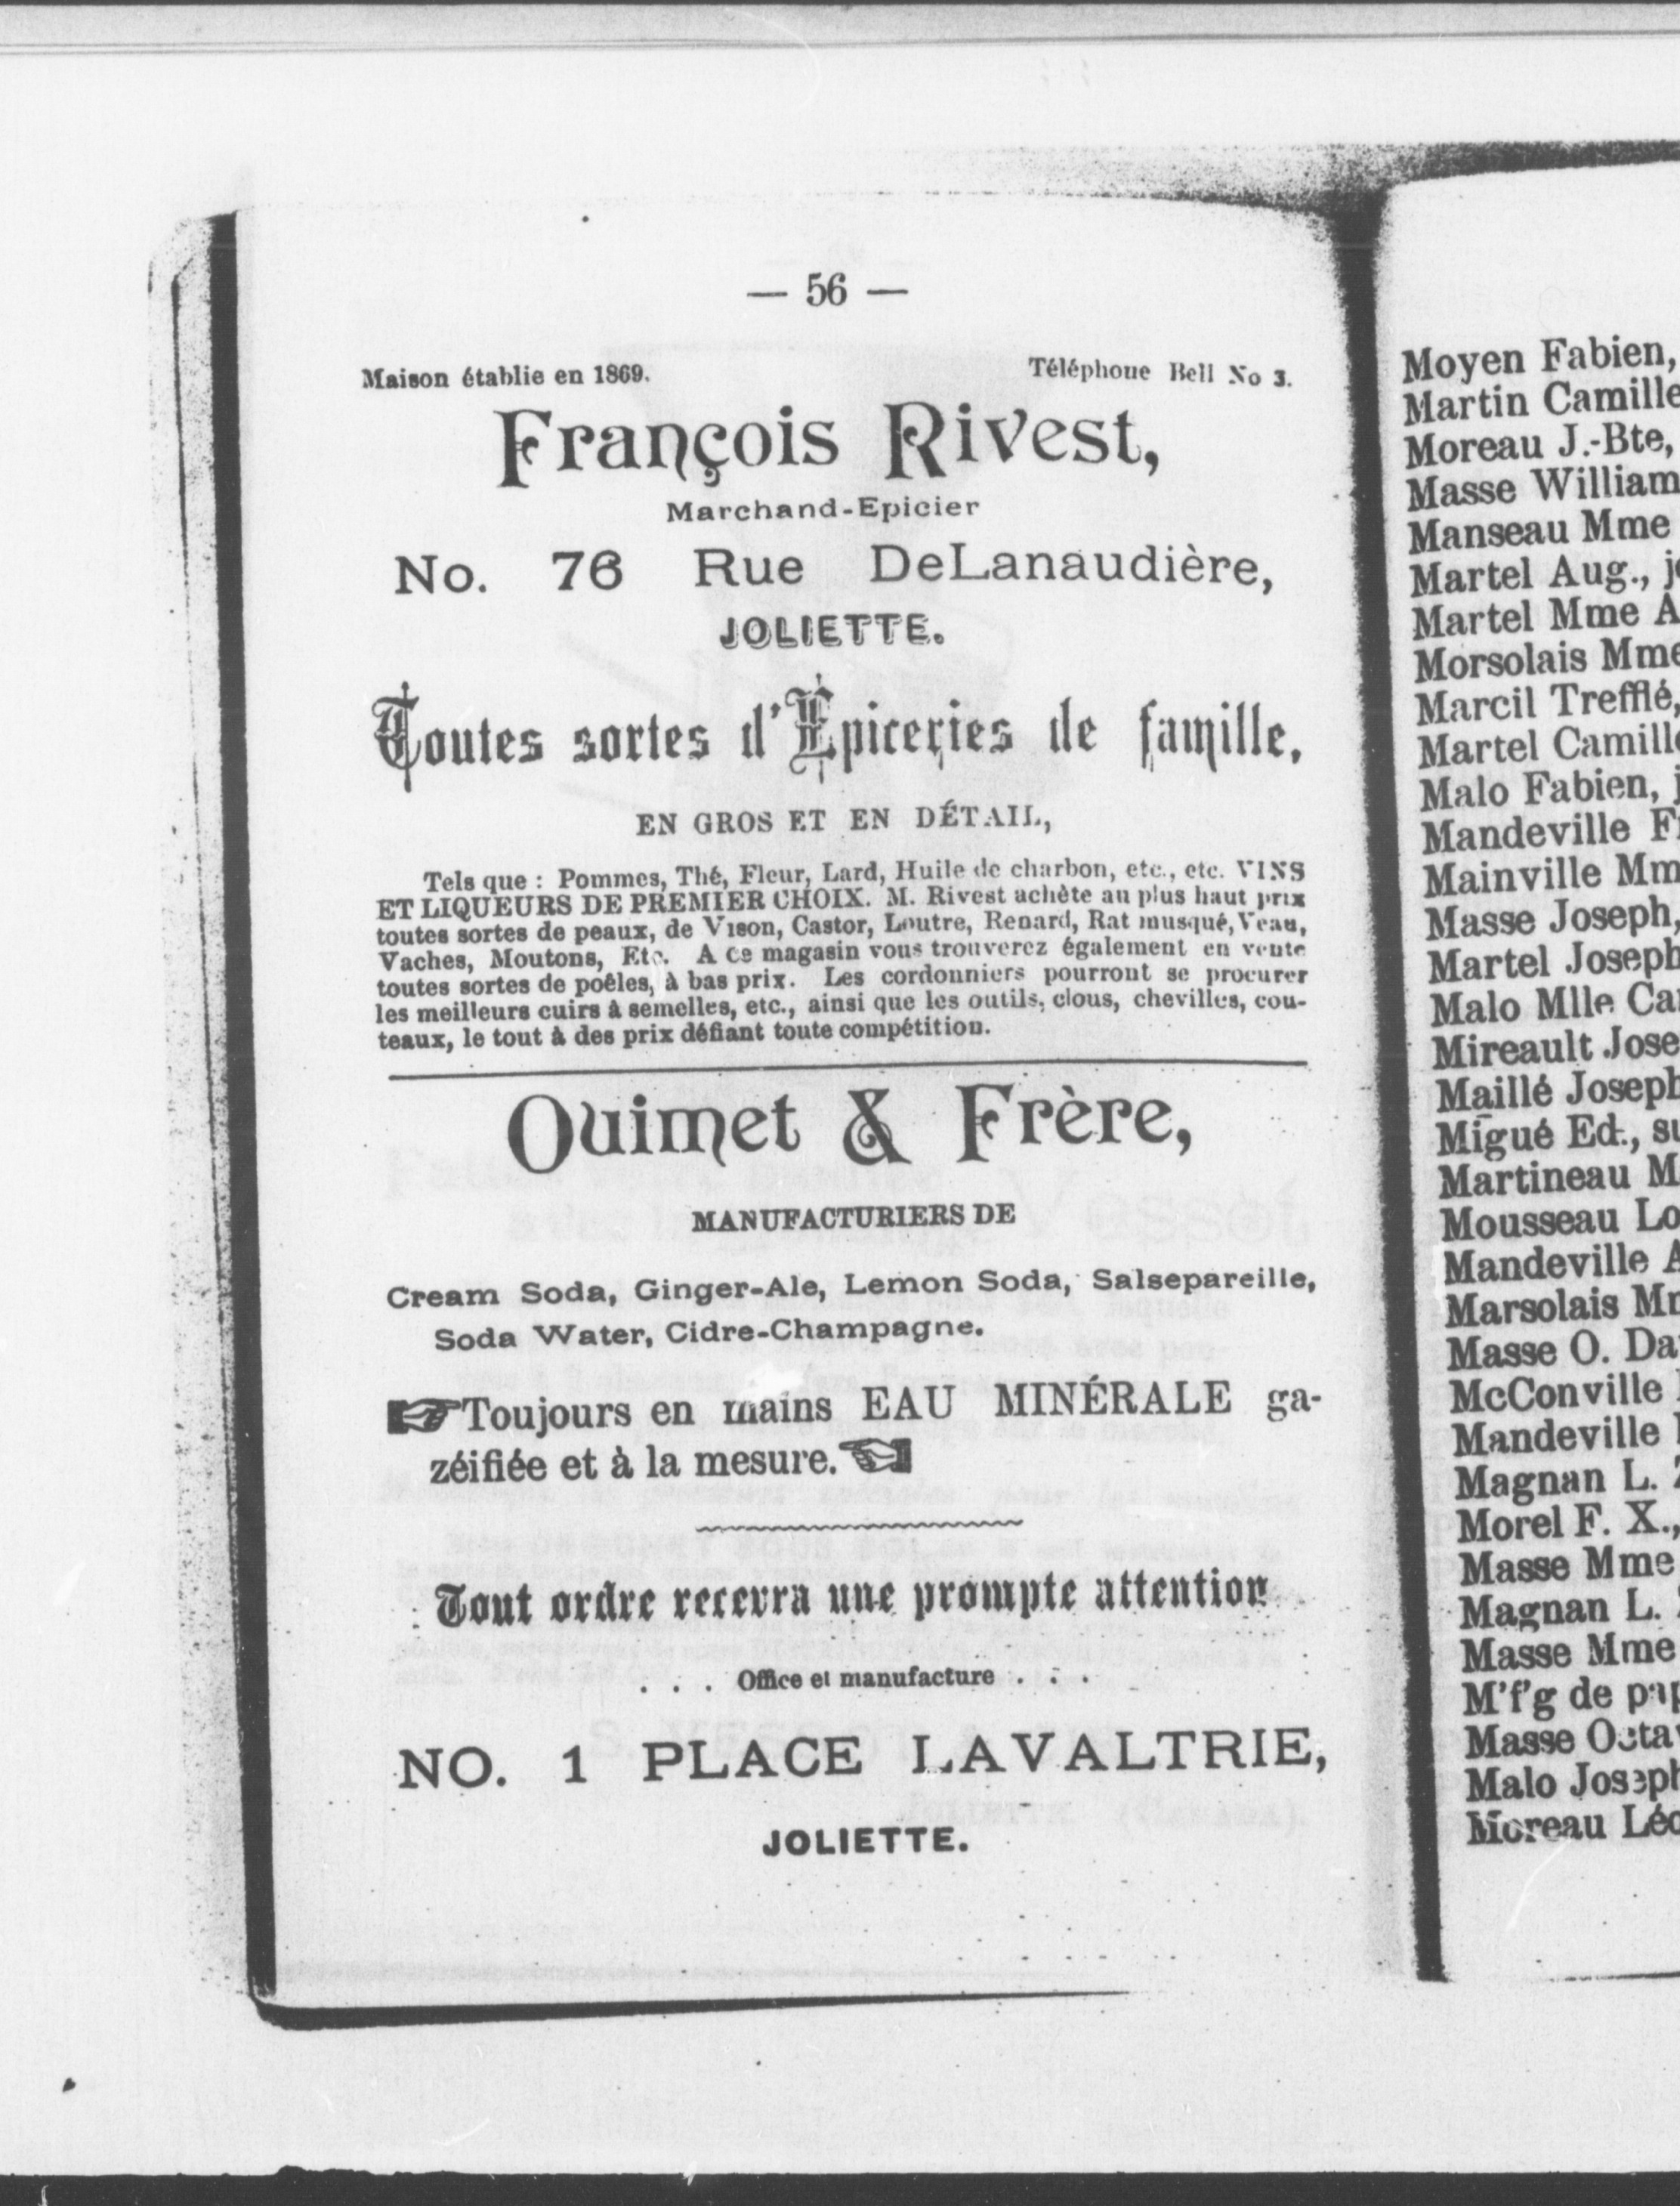 — 56 —
Maison établie en 1869. Téléphone Bell No 3.
François Rivest,
Marchand-Epicier
No. 76 Rue DeLanaudière,
JOLIETTE.
Toutes sortes d'Epiceries de famille,
EN GROS ET EN DÉTAIL,
Tels que : Pommes, Thé, Fleur, Lard, Huile de charbon, etc., etc. VINS
ET LIQUEURS DE PREMIER CHOIX. M. Rivest achète au plus haut prix
toutes sortes de peaux, de Vison, Castor, Loutre, Renard, Rat musqué, Veau,
Vaches, Moutons, Etc. A ce magasin vous trouverez également en vente
toutes sortes de poêles, à bas prix. Les cordonniers pourront se procurer
les meilleurs cuirs à semelles, etc., ainsi que les outils, clous, chevilles, cou-
teaux, le tout à des prix défiant toute compétition.
Ouimet & Frère,
MANUFACTURIERS DE
Cream Soda, Ginger-Ale, Lemon Soda, Salsepareille,
Soda Water, Cidre-Champagne.
☞Toujours en mains EAU MINÉRALE ga-
zéifiée et à la mesure.☜
Tout ordre recevra une prompte attention
. . . Office et manufacture . . .
NO. 1 PLACE LAVALTRIE,
JOLIETTE.
Moyen Fabien,
Martin Camille
Moreau J.-Bte,
Masse William
Manseau Mme
Martel Aug.,
Martel Mme A
Morsolais Mme
Marcil Trefflé,
Martel Camille
Malo Fabien,
Mandeville
Mainville Mm
Masse Joseph,
Martel Joseph
Malo Mlle
Mireault Jose
Maillé Joseph
Migué Ed.,
Martineau M
Mousseau
Mandeville A
Marsolais
Masse O.
McConville
Mandeville
Magnan L.
Morel F. X.,
Masse Mme
Magnan L.
Masse Mme
M'f'g de pap
Masse Octav
Malo Joseph
Moreau Léo